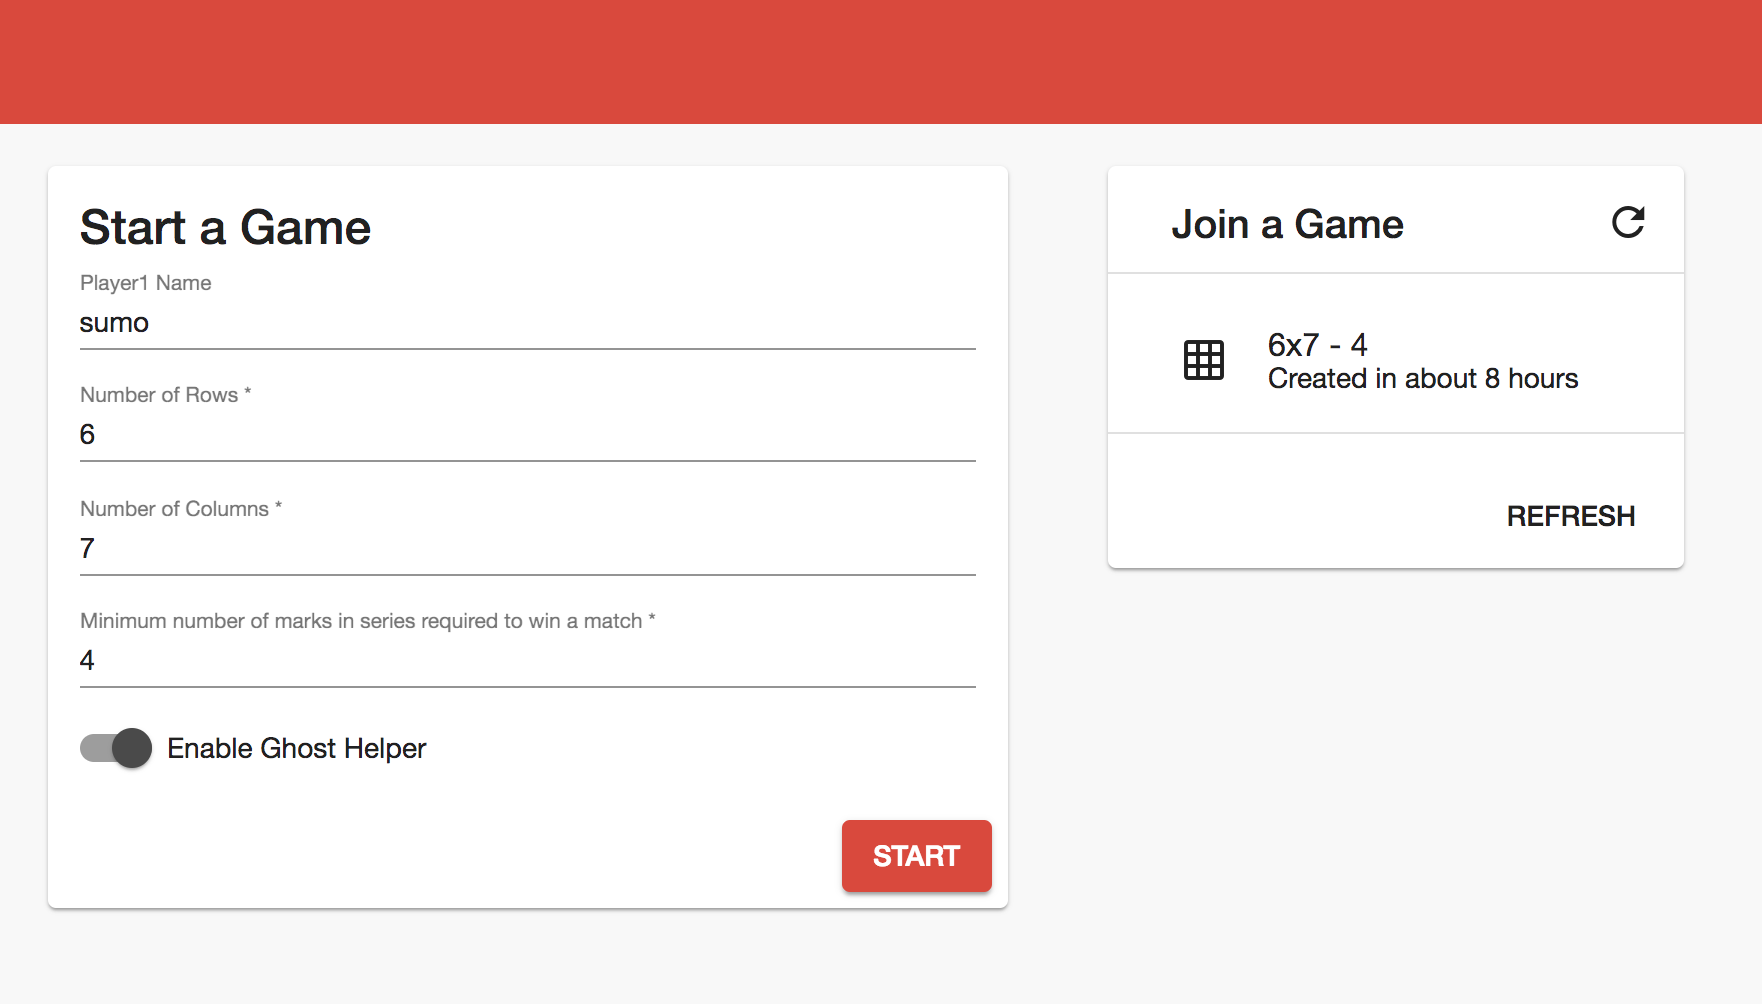 Start a Game
Player1 Name
sumo
Number of Rows *
6
Number of Columns *
7
Minimum number of marks in series required to win a match *
4
Enable Ghost Helper
START
Join a Game
6x7 - 4
Created in about 8 hours
REFRESH